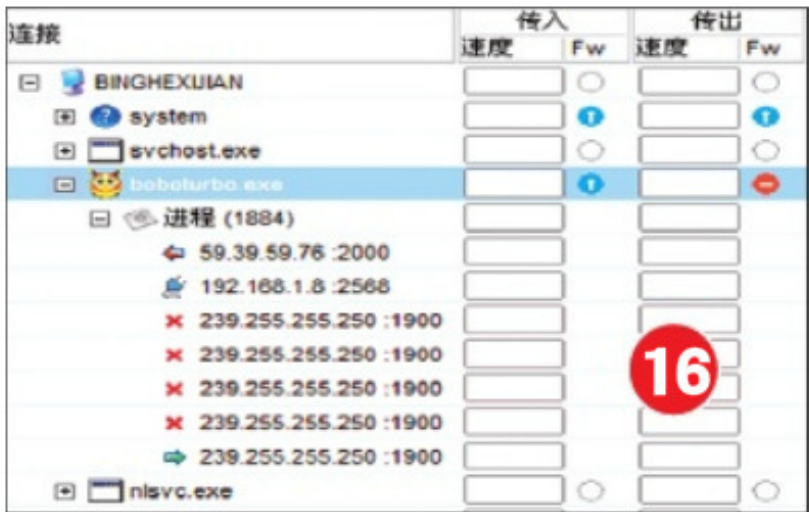 连接 传入 传出
速度 Fw 速度 Fw
BINGHEXIJIAN
system
svchost.exe
boboturbo.exe
进程 (1884)
59.39.59.76 :2000
192.168.1.8 :2568
239.255.255.250 :1900
239.255.255.250 :1900
239.255.255.250 :1900
239.255.255.250 :1900
239.255.255.250 :1900
nlsvc.exe
16